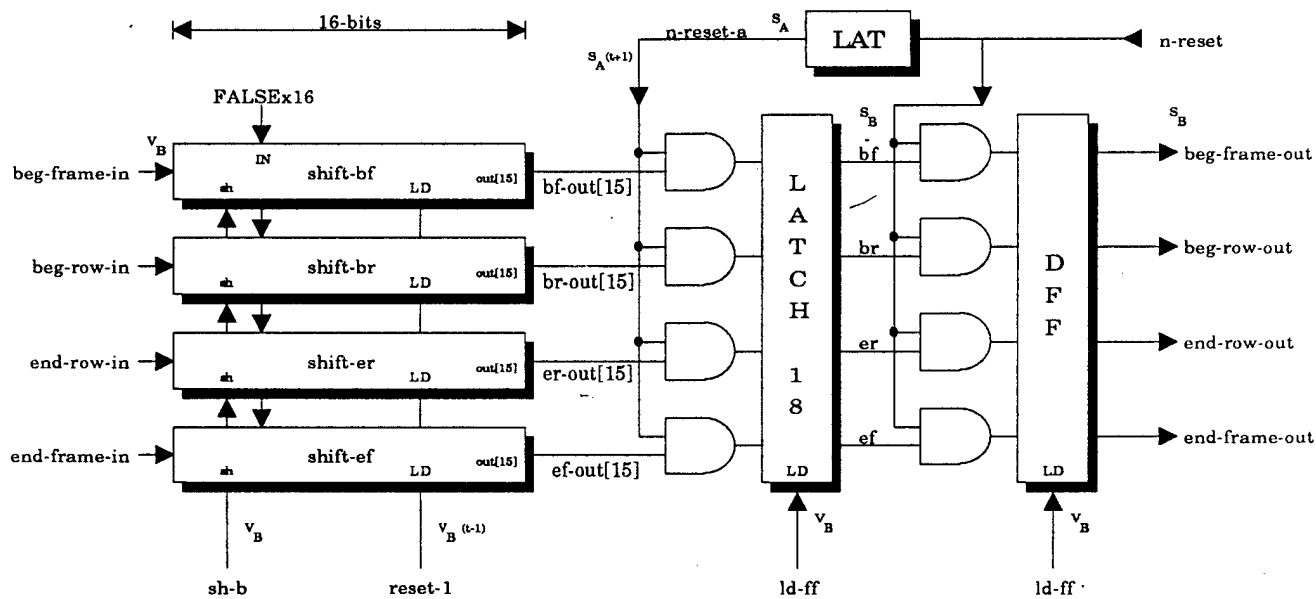 16-bits
n-reset-a
S_A
LAT
n-reset
S_A(t+1)
FALSEx16
V_B
S_B
S_B
beg-frame-in
IN
sh
shift-bf
LD
out[15]
bf-out[15]
bf
beg-frame-out
beg-row-in
sh
shift-br
LD
out[15]
br-out[15]
br
beg-row-out
end-row-in
sh
shift-er
LD
out[15]
er-out[15]
er
end-row-out
end-frame-in
sh
shift-ef
LD
out[15]
ef-out[15]
ef
end-frame-out
LATCH 18
LD
DFF
LD
V_B
V_B(t-1)
V_B
V_B
sh-b
reset-1
ld-ff
ld-ff